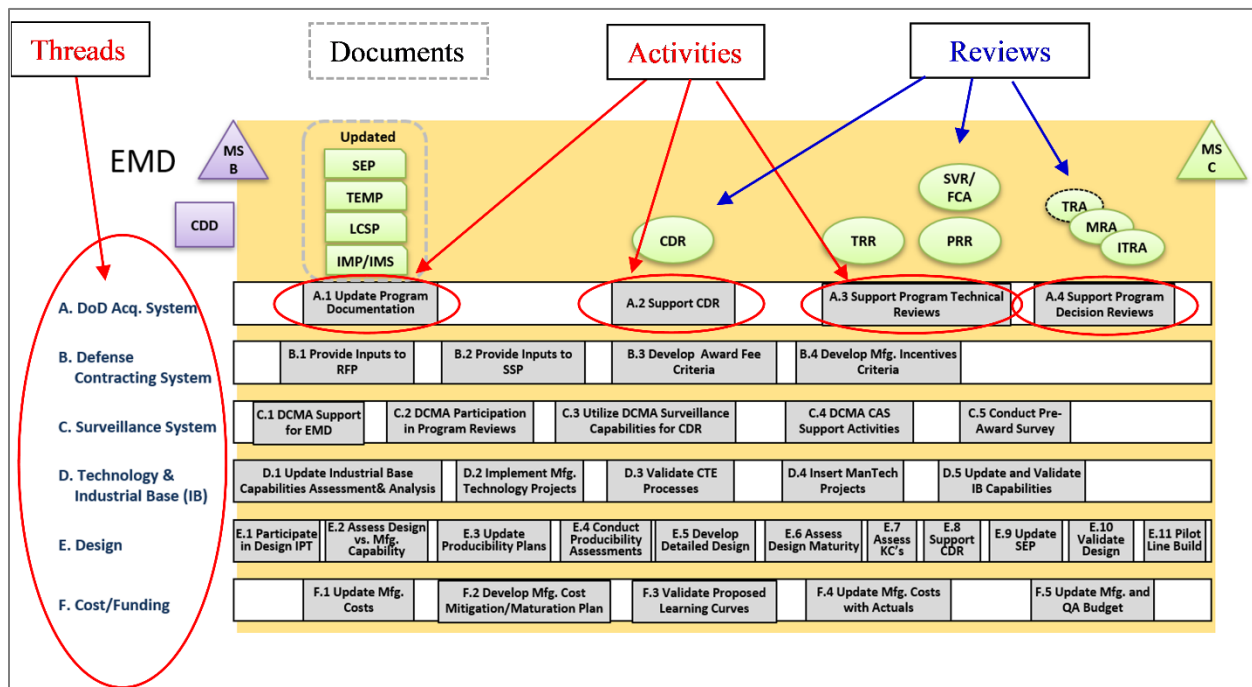 Threads
Documents
Activities
Reviews
EMD
MS
B
CDD
Updated
SEP
TEMP
LCSP
IMP/IMS
CDR
TRR
SVR/
FCA
PRR
TRA
MRA
ITRA
MS
C
A. DoD Acq. System
A.1 Update Program
Documentation
A.2 Support CDR
A.3 Support Program Technical
Reviews
A.4 Support Program
Decision Reviews
B. Defense
Contracting System
B.1 Provide Inputs to
RFP
B.2 Provide Inputs to
SSP
B.3 Develop Award Fee
Criteria
B.4 Develop Mfg. Incentives
Criteria
C. Surveillance System
C.1 DCMA Support
for EMD
C.2 DCMA Participation
in Program Reviews
C.3 Utilize DCMA Surveillance
Capabilities for CDR
C.4 DCMA CAS
Support Activities
C.5 Conduct Pre-
Award Survey
D. Technology &
Industrial Base (IB)
D.1 Update Industrial Base
Capabilities Assessment& Analysis
D.2 Implement Mfg.
Technology Projects
D.3 Validate CTE
Processes
D.4 Insert ManTech
Projects
D.5 Update and Validate
IB Capabilities
E. Design
E.1 Participate
in Design IPT
E.2 Assess Design
vs. Mfg.
Capability
E.3 Update
Producibility Plans
E.4 Conduct
Producibility
Assessments
E.5 Develop
Detailed Design
E.6 Assess
Design Maturity
E.7
Assess
KC's
E.8
Support
CDR
E.9 Update
SEP
E.10
Validate
Design
E.11 Pilot
Line Build
F. Cost/Funding
F.1 Update Mfg.
Costs
F.2 Develop Mfg. Cost
Mitigation/Maturation Plan
F.3 Validate Proposed
Learning Curves
F.4 Update Mfg. Costs
with Actuals
F.5 Update Mfg. and
QA Budget